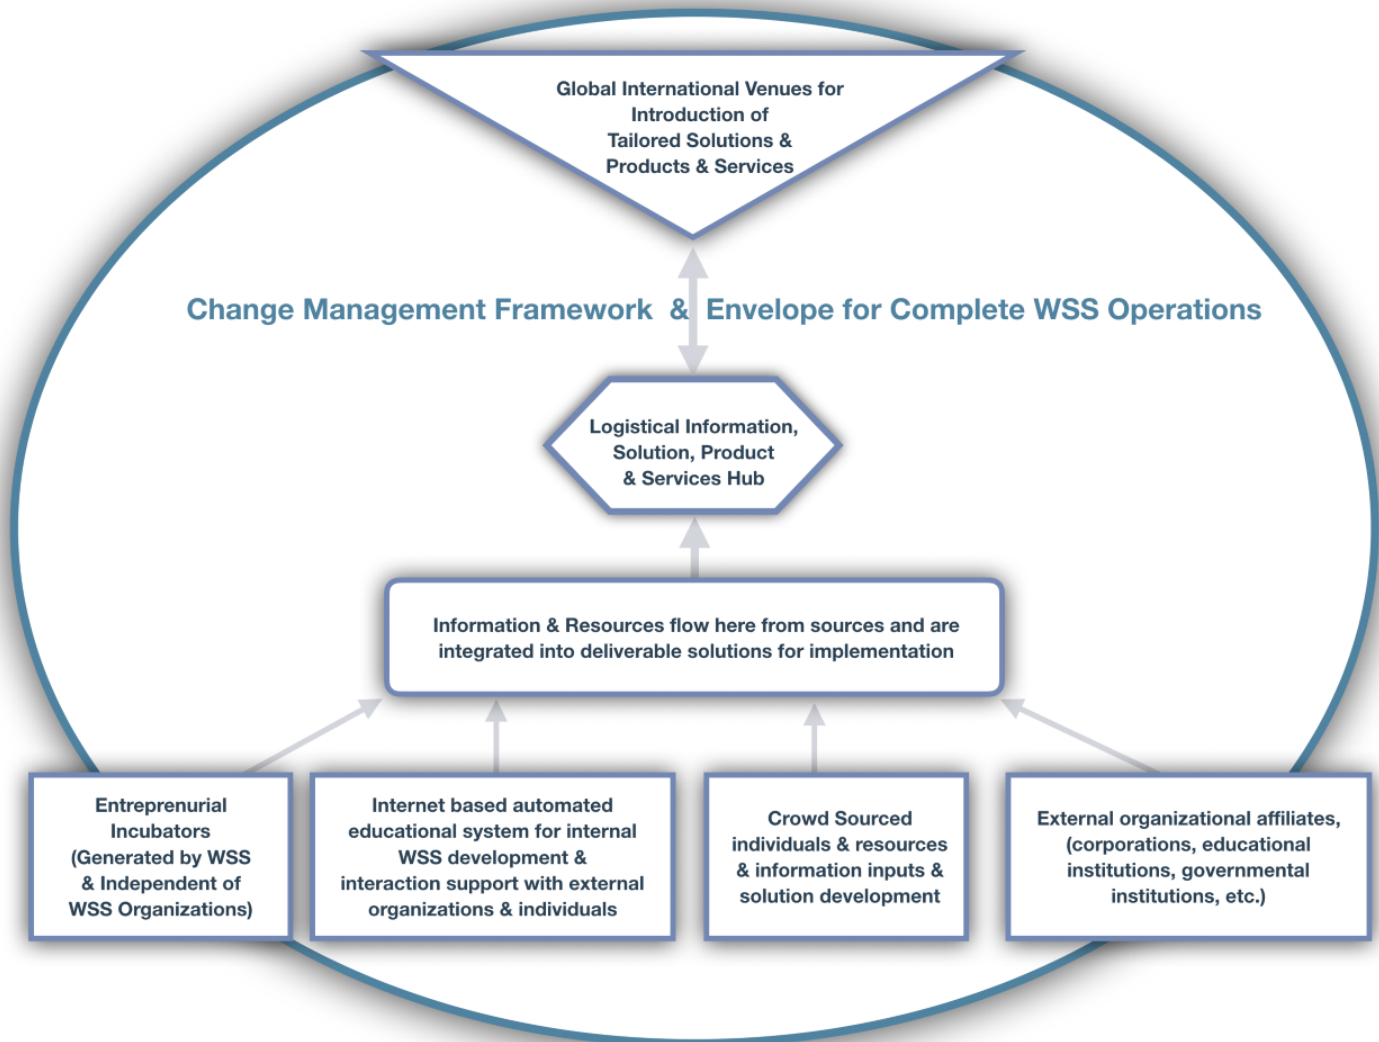 Global International Venues for
Introduction of
Tailored Solutions &
Products & Services
Change Management Framework & Envelope for Complete WSS Operations
Logistical Information,
Solution, Product
& Services Hub
Information & Resources flow here from sources and are
integrated into deliverable solutions for implementation
Entreprenurial
Incubators
(Generated by WSS
& Independent of
WSS Organizations)
Internet based automated
educational system for internal
WSS development &
interaction support with external
organizations & individuals
Crowd Sourced
individuals & resources
& information inputs &
solution development
External organizational affiliates,
(corporations, educational
institutions, governmental
institutions, etc.)